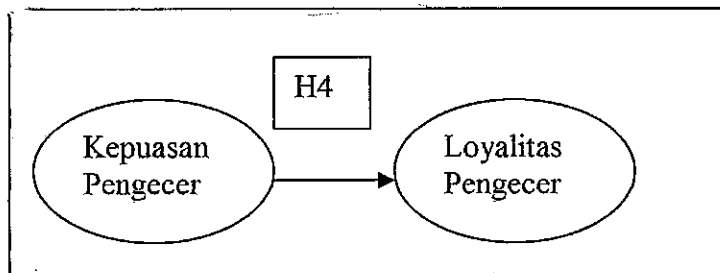 H4
Kepuasan
Pengecer
Loyalitas
Pengecer